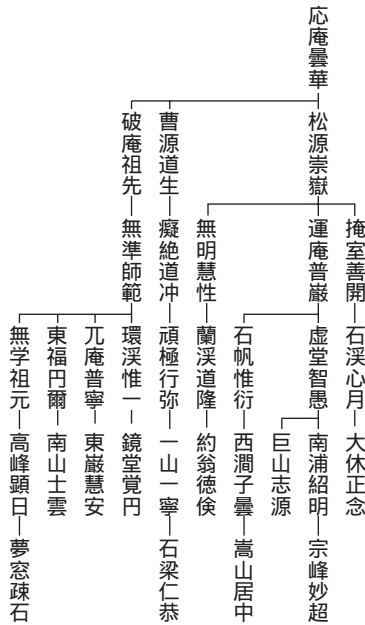 応庵曇華
松源崇嶽
曹源道生
破庵祖先
掩室善開
石渓心月
大休正念
運庵普巌
虚堂智愚
南浦紹明
宗峰妙超
巨山志源
石帆惟衍
西澗子曇
嵩山居中
無明慧性
蘭渓道隆
約翁徳倹
癡絶道冲
頑極行弥
一山一寧
石梁仁恭
無準師範
環渓惟一
鏡堂覚円
兀庵普寧
東巌慧安
東福円爾
南山士雲
無学祖元
高峰顕日
夢窓疎石